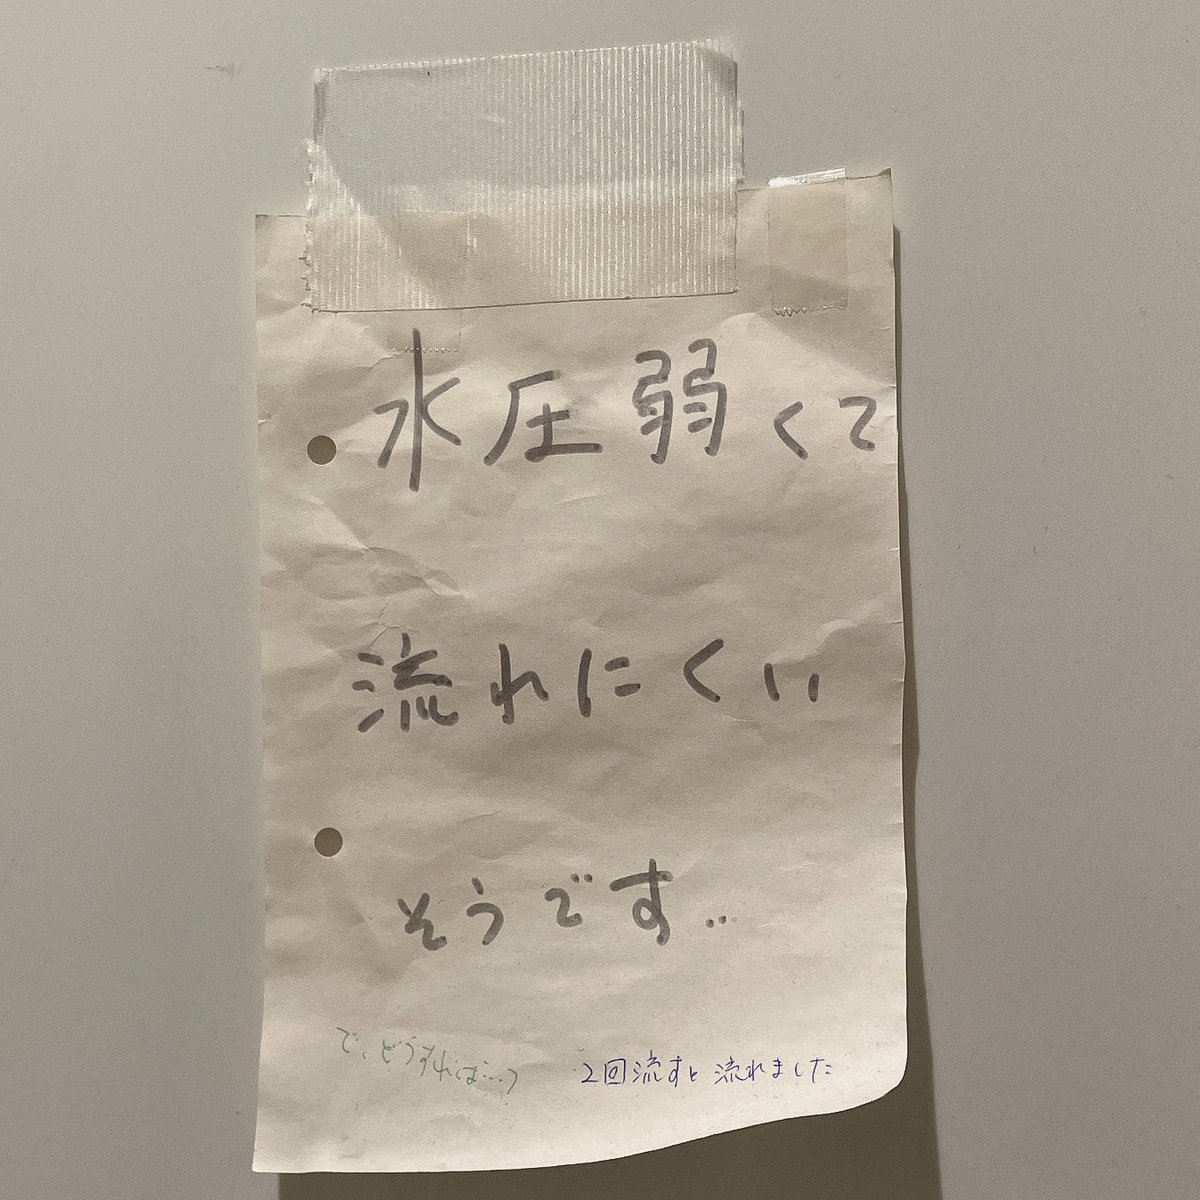 水圧弱くて
流れにくい
そうです…
で、どうすれば…?
2回流すと流れました